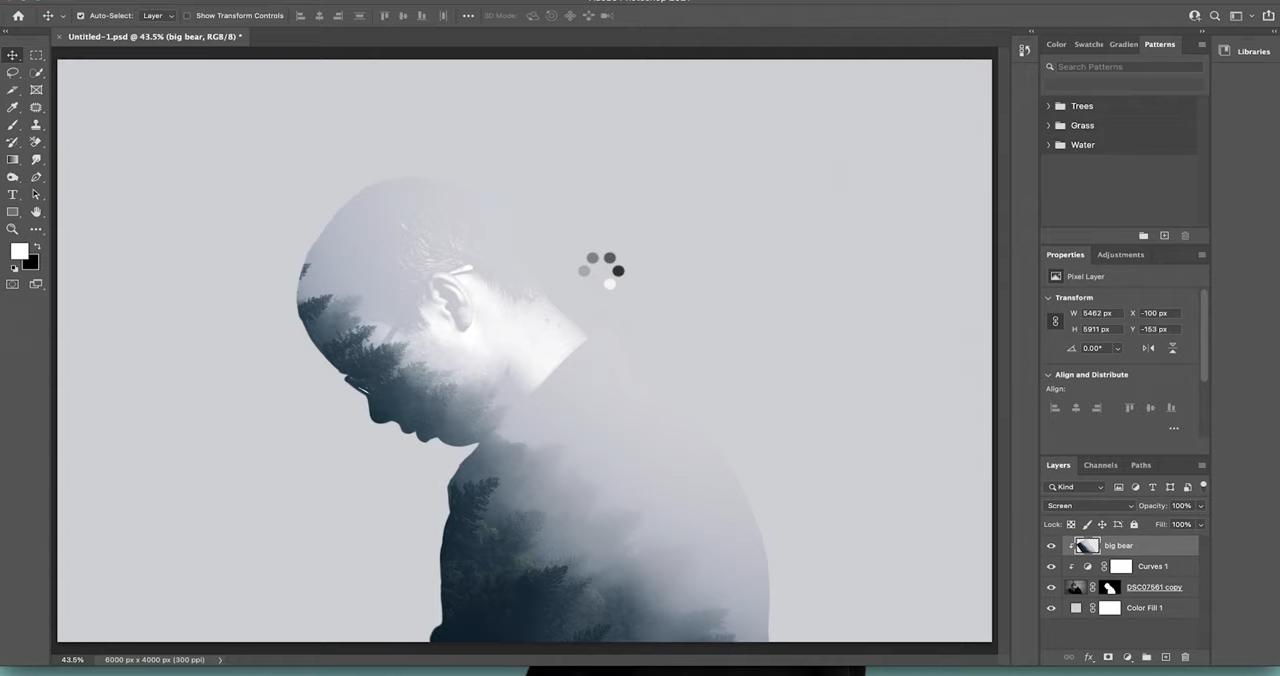 Auto-Select: Layer Show Transform Controls ••• 3D Mode:
× Untitled-1.psd @ 43.5% (big bear, RGB/8) *
Color Swatche Gradien Patterns
Libraries
Search Patterns
Trees
Grass
Water
Properties Adjustments
Pixel Layer
Transform
W 5462 px X -100 px
H 5911 px Y -153 px
0.00°
Align and Distribute
Align:
Layers Channels Paths
Kind
Screen Opacity: 100%
Lock: Fill: 100%
big bear
Curves 1
DSC07561 copy
Color Fill 1
43.5% 6000 px x 4000 px (300 ppi)